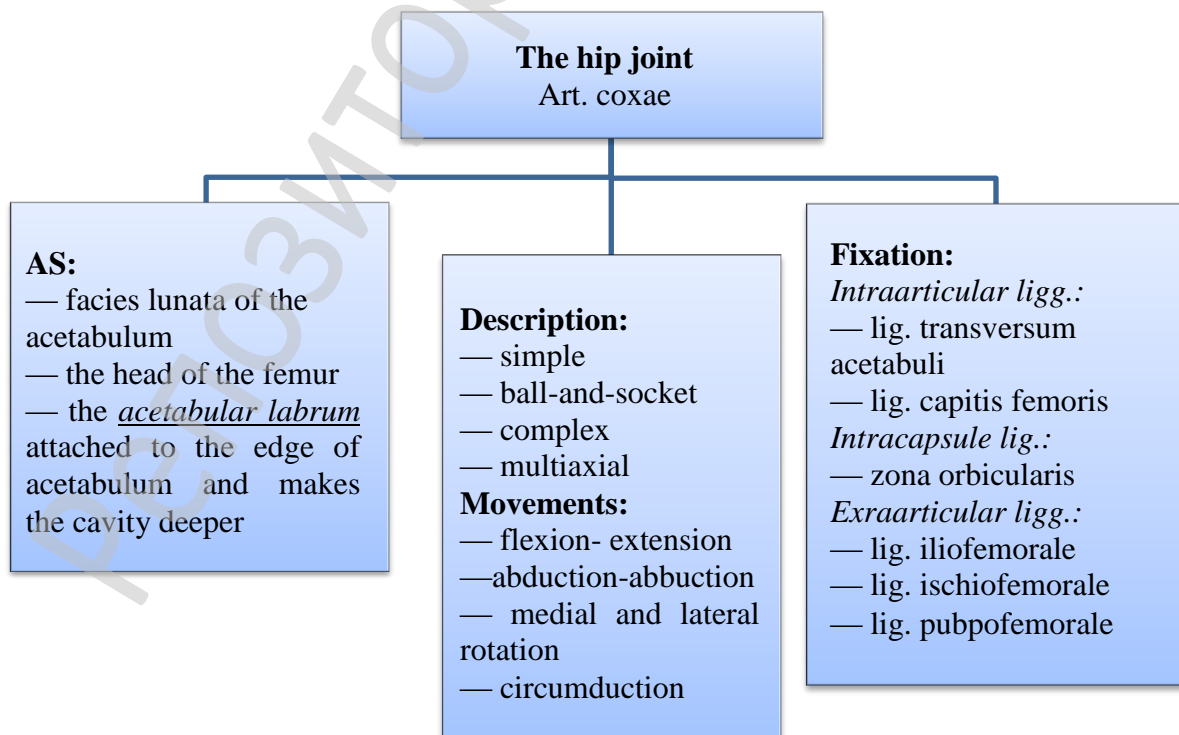 The hip joint
Art. coxae
AS:
— facies lunata of the
acetabulum
— the head of the femur
— the acetabular labrum
attached to the edge of
acetabulum and makes
the cavity deeper
Description:
— simple
— ball-and-socket
— complex
— multiaxial
Movements:
— flexion- extension
—abduction-abbuction
— medial and lateral
rotation
— circumduction
Fixation:
Intraarticular ligg.:
— lig. transversum
acetabuli
— lig. capitis femoris
Intracapsule lig.:
— zona orbicularis
Exraarticular ligg.:
— lig. iliofemorale
— lig. ischiofemorale
— lig. pubpofemorale